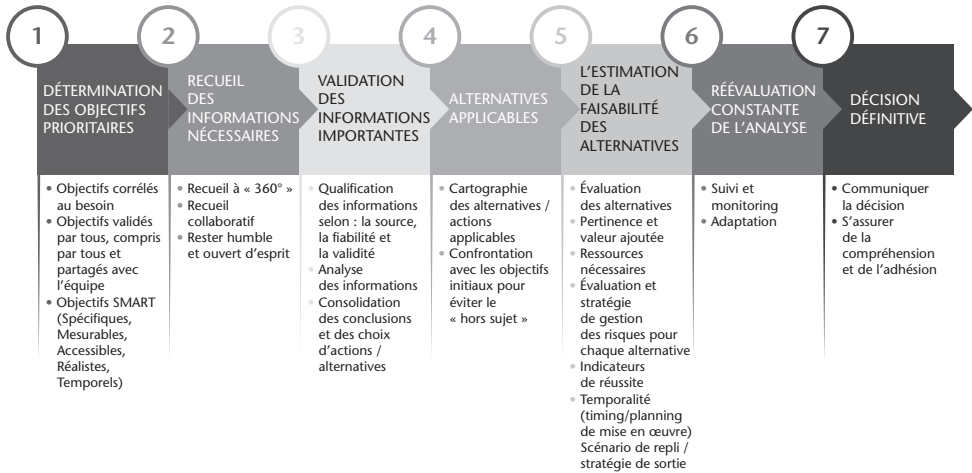 1
DÉTERMINATION
DES OBJECTIFS
PRIORITAIRES
• Objectifs corrélés
au besoin
• Objectifs validés
par tous, compris
par tous et
partagés avec
l'équipe
• Objectifs SMART
(Spécifiques,
Mesurables,
Accessibles,
Réalistes,
Temporels)
2
RECUEIL
DES
INFORMATIONS
NÉCESSAIRES
• Recueil à « 360° »
• Recueil
collaboratif
• Rester humble
et ouvert d'esprit
3
VALIDATION
DES
INFORMATIONS
IMPORTANTES
• Qualification
des informations
selon : la source,
la fiabilité et
la validité
• Analyse
des informations
• Consolidation
des conclusions
et des choix
d'actions /
alternatives
4
ALTERNATIVES
APPLICABLES
• Cartographie
des alternatives /
actions
applicables
• Confrontation
avec les objectifs
initiaux pour
éviter le
« hors sujet »
5
L'ESTIMATION
DE LA
FAISABILITÉ
DES
ALTERNATIVES
• Évaluation
des alternatives
• Pertinence et
valeur ajoutée
• Ressources
nécessaires
• Évaluation et
stratégie
de gestion
des risques pour
chaque alternative
• Indicateurs
de réussite
• Temporalité
(timing/planning
de mise en œuvre)
Scénario de repli /
stratégie de sortie
6
RÉÉVALUATION
CONSTANTE
DE L'ANALYSE
• Suivi et
monitoring
• Adaptation
7
DÉCISION
DÉFINITIVE
• Communiquer
la décision
• S'assurer
de la
compréhension
et de l'adhésion